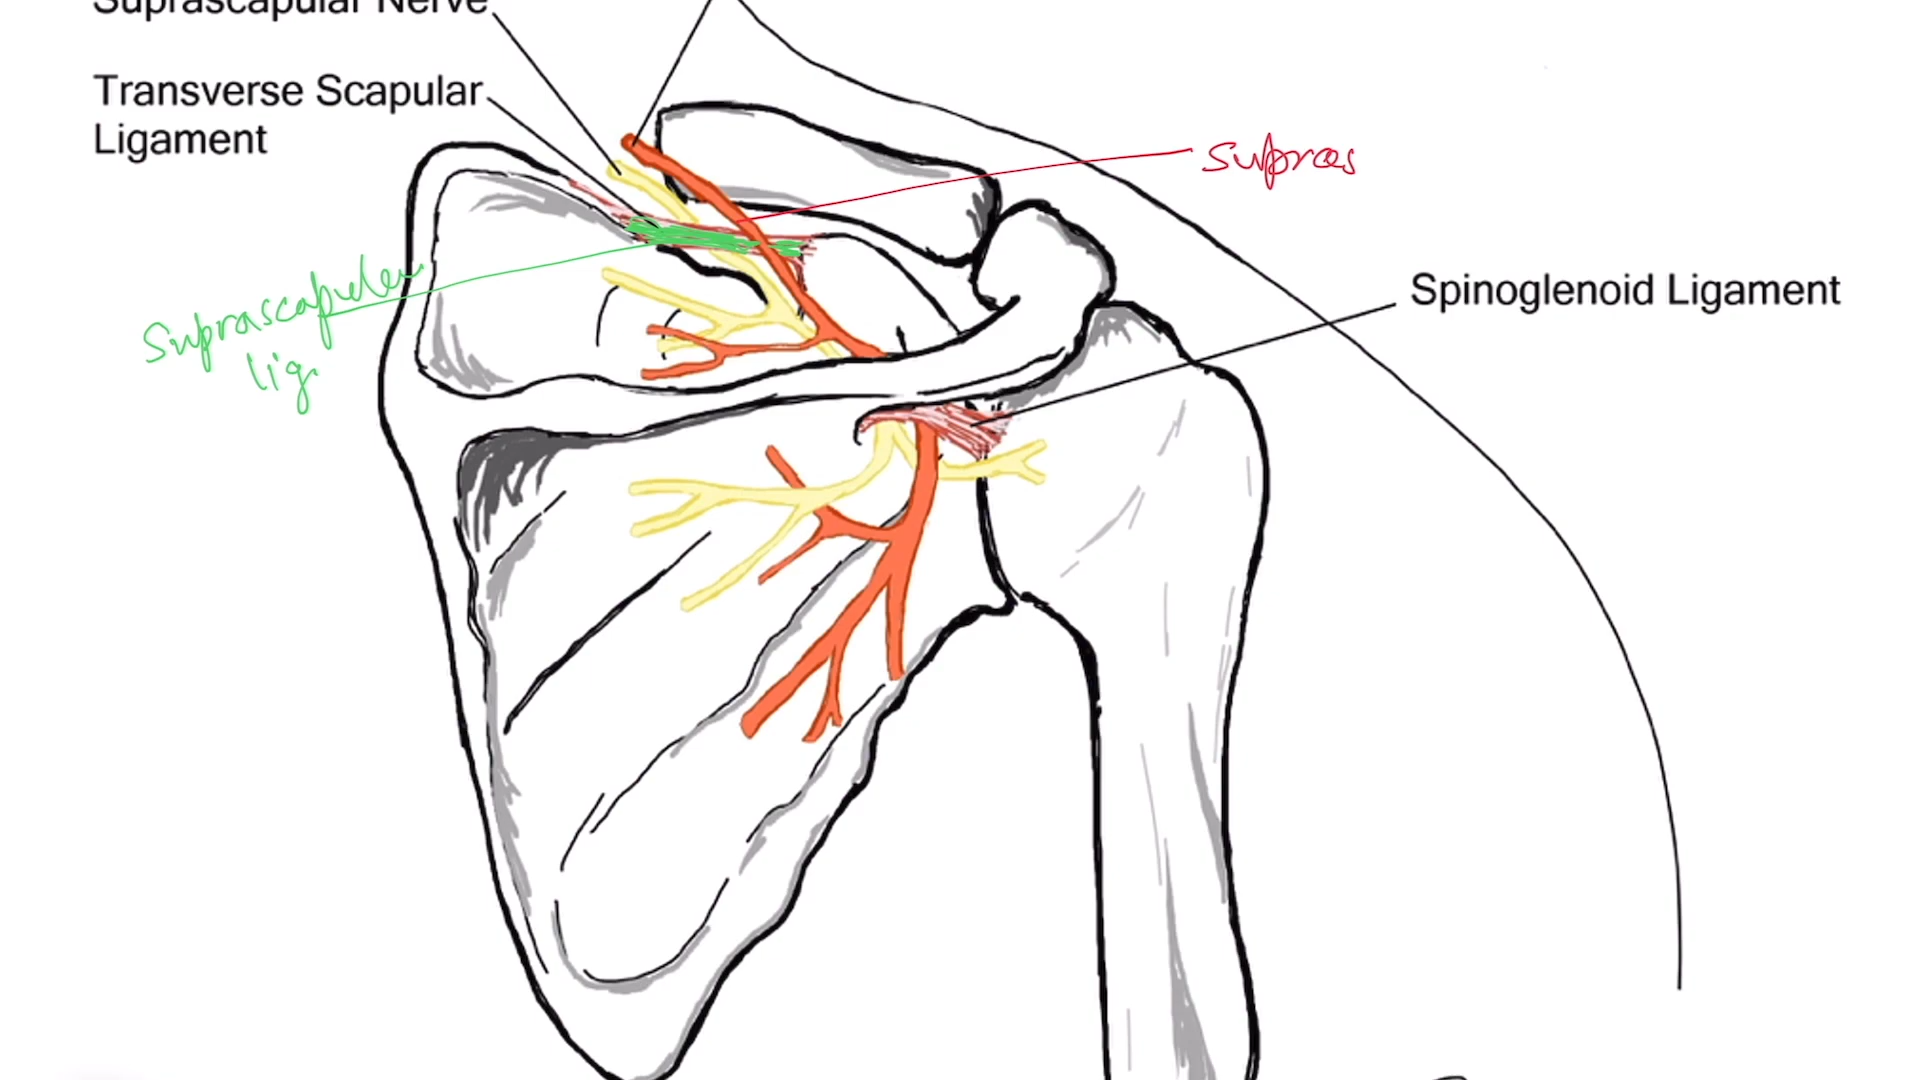 Suprascapular Nerve
Transverse Scapular
Ligament
Supras
Suprascapular
lig.
Spinoglenoid Ligament